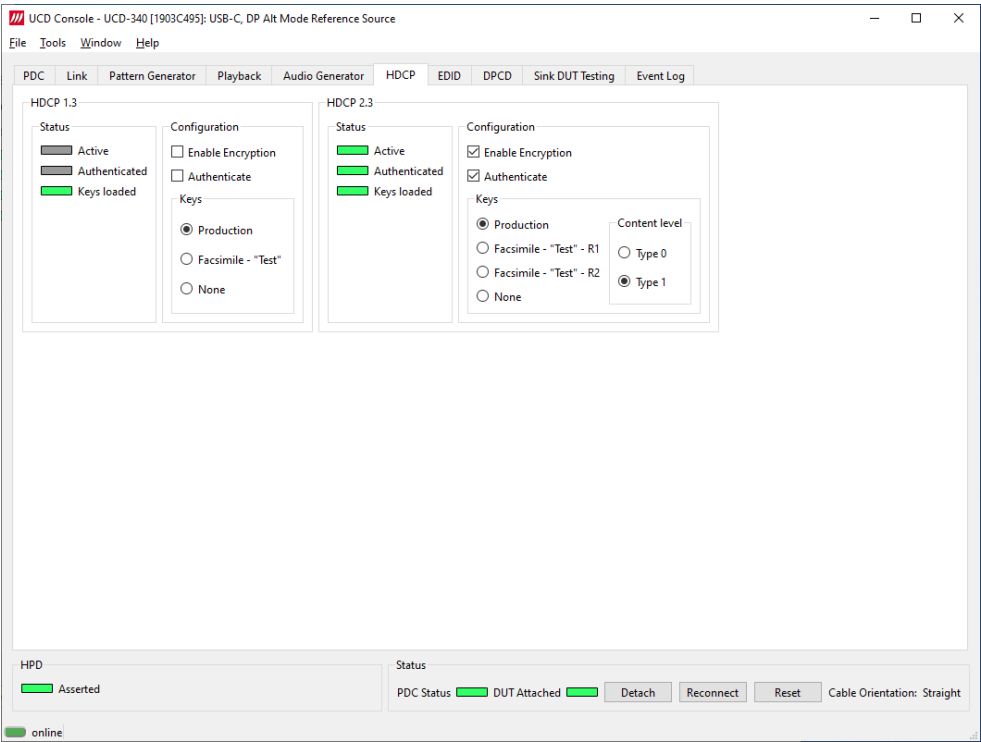 UCD Console - UCD-340 [1903C495]: USB-C, DP Alt Mode Reference Source
File Tools Window Help
PDC Link Pattern Generator Playback Audio Generator HDCP EDID DPCD Sink DUT Testing Event Log
HDCP 1.3
Status
Active
Authenticated
Keys loaded
Configuration
Enable Encryption
Authenticate
Keys
Production
Facsimile - "Test"
None
HDCP 2.3
Status
Active
Authenticated
Keys loaded
Configuration
Enable Encryption
Authenticate
Keys
Production
Facsimile - "Test" - R1
Facsimile - "Test" - R2
None
Content level
Type 0
Type 1
HPD
Asserted
Status
PDC Status DUT Attached Detach Reconnect Reset Cable Orientation: Straight
online